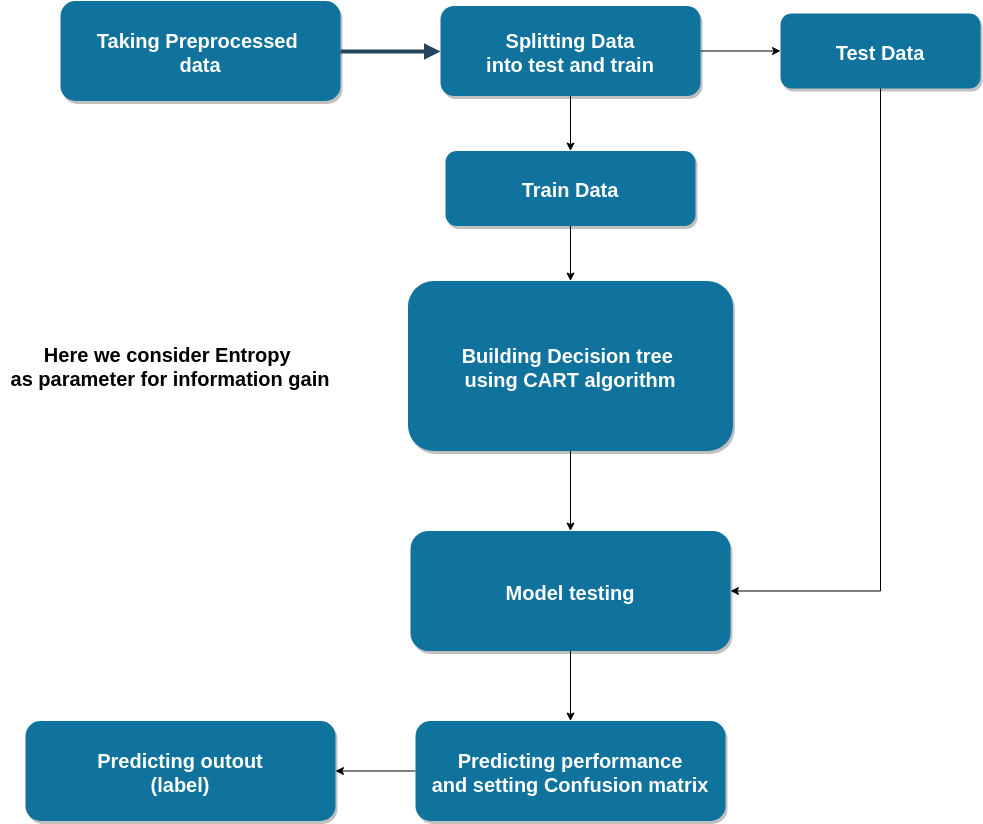 Taking Preprocessed
data
Splitting Data
into test and train
Test Data
Train Data
Here we consider Entropy
as parameter for information gain
Building Decision tree
using CART algorithm
Model testing
Predicting outout
(label)
Predicting performance
and setting Confusion matrix